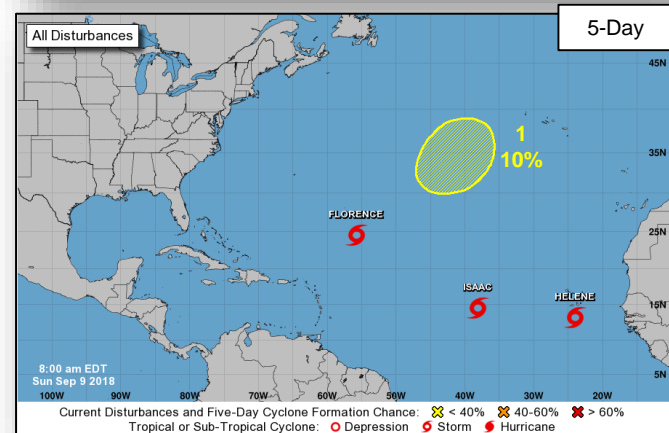 All Disturbances
5-Day
45N
1
10%
35N
FLORENCE
25N
ISAAC
HELENE
15N
8:00 am EDT
Sun Sep 9 2018
5N
100W 90W 80W 70W 60W 50W 40W 30W 20W
Current Disturbances and Five-Day Cyclone Formation Chance: < 40% 40-60% > 60%
Tropical or Sub-Tropical Cyclone: Depression Storm Hurricane